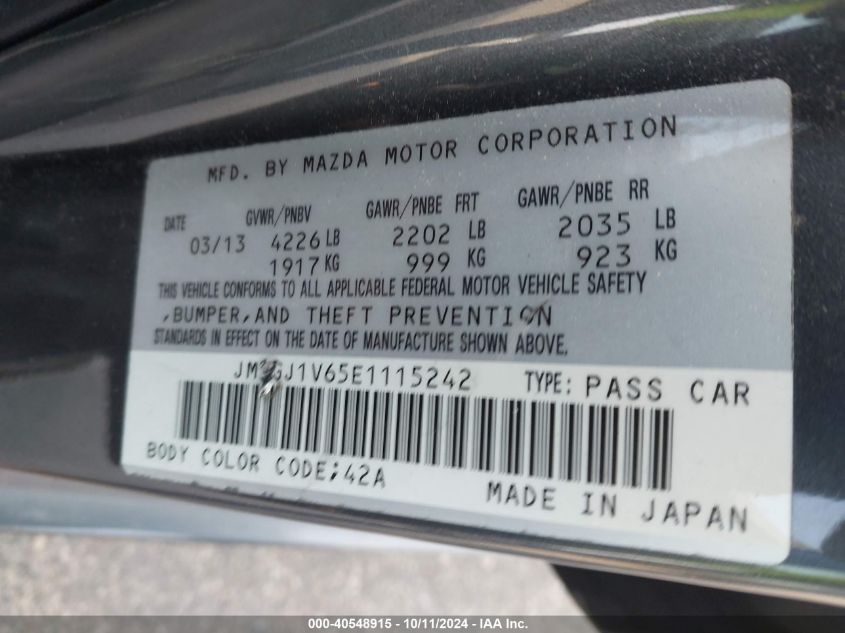 MFD. BY MAZDA MOTOR CORPORATION
DATE GVWR/PNBV GAWR/PNBE FRT GAWR/PNBE RR
03/13 4226 LB 2202 LB 2035 LB
1917 KG 999 KG 923 KG
THIS VEHICLE CONFORMS TO ALL APPLICABLE FEDERAL MOTOR VEHICLE SAFETY
,BUMPER,AND THEFT PREVENTION
STANDARDS IN EFFECT ON THE DATE OF MANUFACTURE SHOWN ABOVE.
TYPE: PASS CAR
BODY COLOR CODE;42A
MADE IN JAPAN
000-40548915 - 10/11/2024 - IAA Inc.